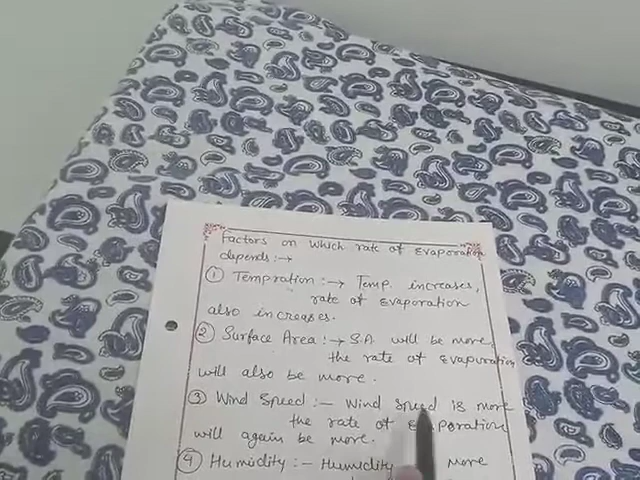 Factors on which rate of Evaporation
depends :→
① Tempration :→ Temp. increases,
rate of evaporation
also increases.
② Surface Area :→ S.A will be more,
the rate of evapuration
will also be more.
③ Wind Speed :- Wind speed is more
the rate of
will again be more.
④ Humidity :- Humidity more